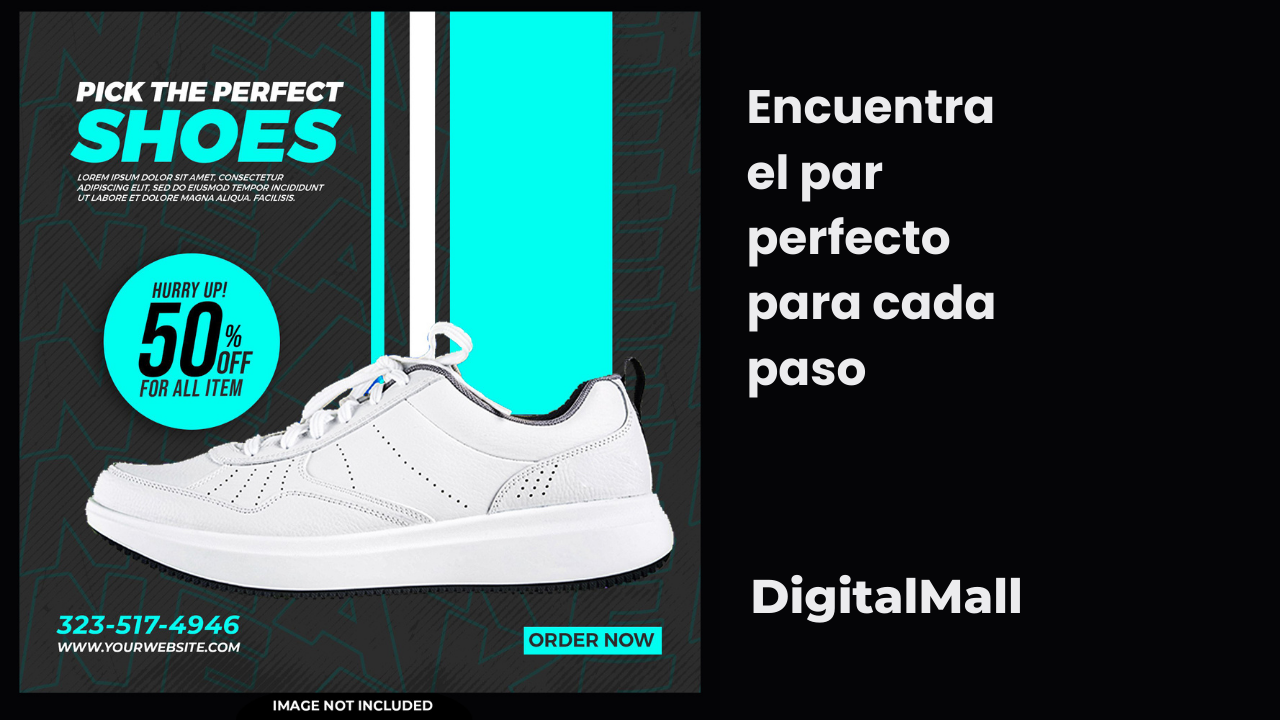 PICK THE PERFECT
SHOES
LOREM IPSUM DOLOR SIT AMET, CONSECTETUR
ADIPISCING ELIT, SED DO EIUSMOD TEMPOR INCIDIDUNT
UT LABORE ET DOLORE MAGNA ALIQUA. FACILISIS.
HURRY UP!
50% OFF
FOR ALL ITEM
323-517-4946
WWW.YOURWEBSITE.COM
ORDER NOW
IMAGE NOT INCLUDED
Encuentra
el par
perfecto
para cada
paso
DigitalMall